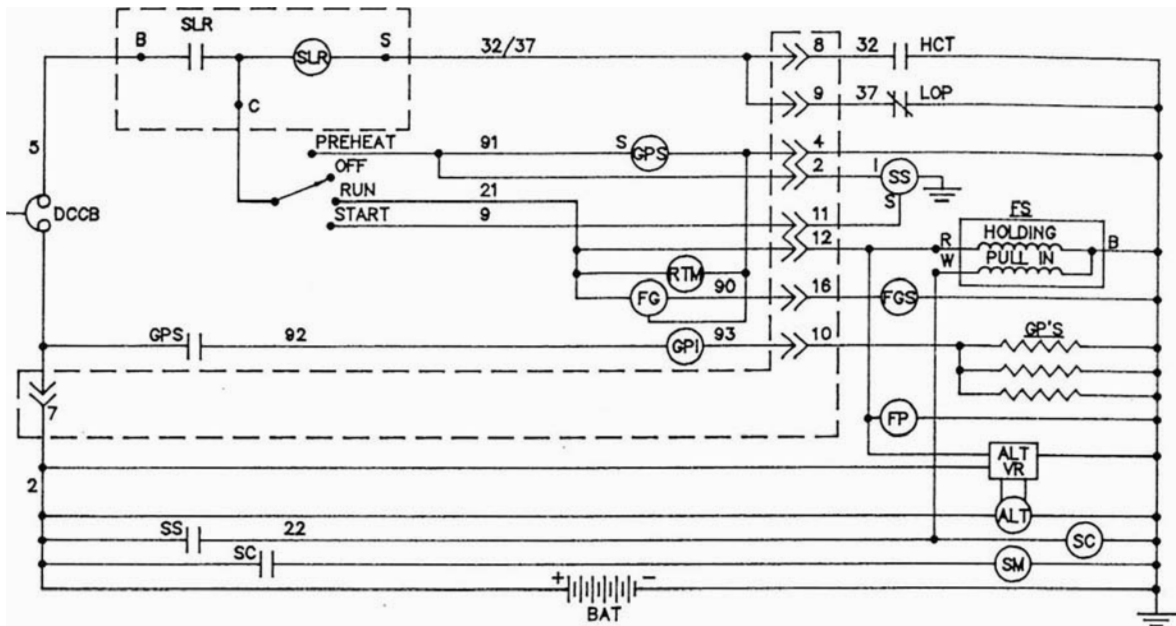 SLR
B SLR S 32/37 8 32 HCT
C 9 37 LOP
5
PREHEAT 91 S GPS 4
OFF 2 I SS
RUN 21 S
DCCB START 9 11 FS
12 R HOLDING B
W PULL IN
RTM
FG 90 16 FGS
GPS 92 GPI 93 10 GP'S
7
FP
ALT
VR
2
ALT
SS 22 SC
SC SM
+ -
BAT